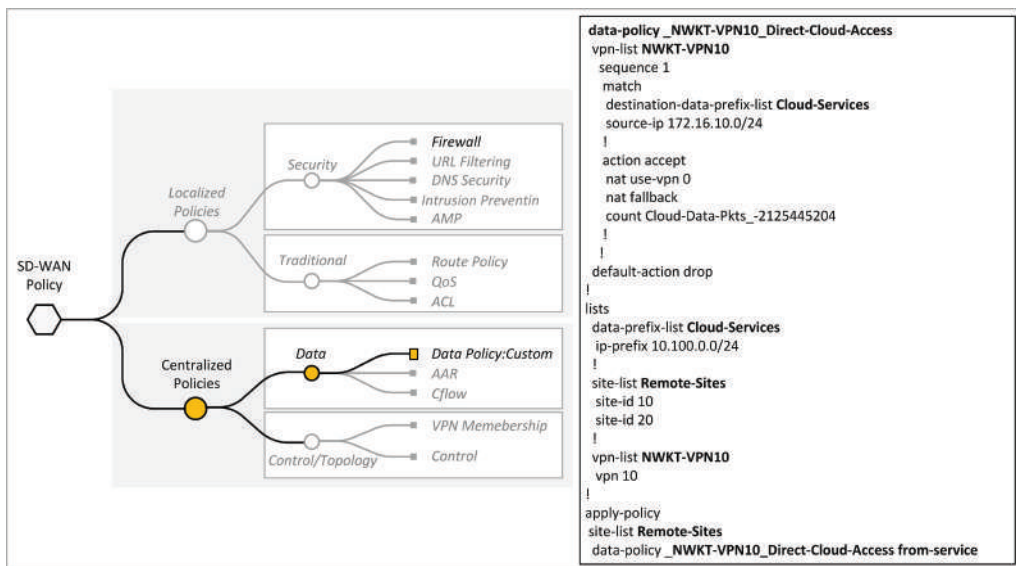 SD-WAN
Policy
Localized
Policies
Security
Firewall
URL Filtering
DNS Security
Intrusion Preventin
AMP
Traditional
Route Policy
QoS
ACL
Centralized
Policies
Data
Data Policy:Custom
AAR
Cflow
Control/Topology
VPN Memebership
Control
data-policy _NWKT-VPN10_Direct-Cloud-Access
vpn-list NWKT-VPN10
sequence 1
match
destination-data-prefix-list Cloud-Services
source-ip 172.16.10.0/24
!
action accept
nat use-vpn 0
nat fallback
count Cloud-Data-Pkts_-2125445204
!
!
default-action drop
!
lists
data-prefix-list Cloud-Services
ip-prefix 10.100.0.0/24
!
site-list Remote-Sites
site-id 10
site-id 20
!
vpn-list NWKT-VPN10
vpn 10
!
apply-policy
site-list Remote-Sites
data-policy _NWKT-VPN10_Direct-Cloud-Access from-service